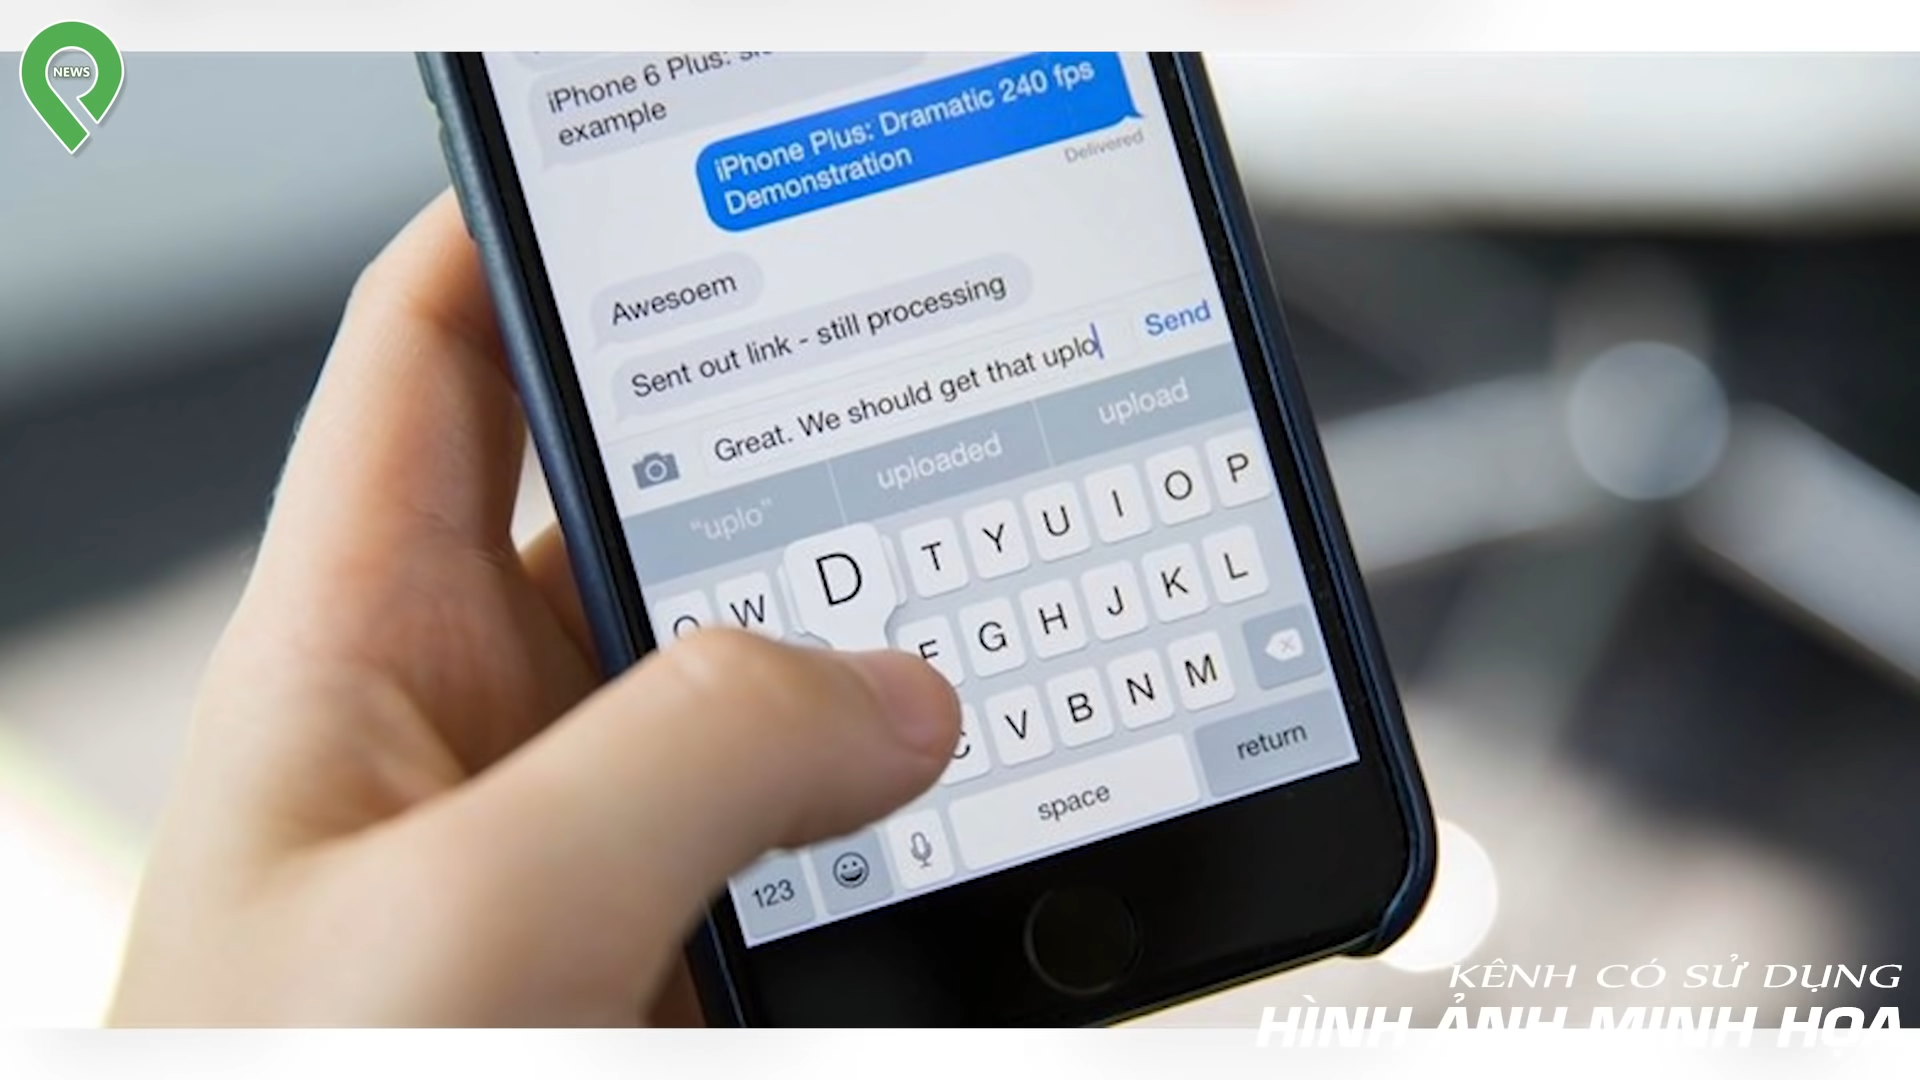 NEWS
iPhone 6 Plus:
example
iPhone Plus: Dramatic 240 fps
Demonstration
Delivered
Awesoem
Sent out link - still processing
Great. We should get that uplo
Send
"uplo"
uploaded
upload
W D T Y U I O P
F G H J K L
C V B N M
return
123
space
KÊNH CÓ SỬ DỤNG
HÌNH ẢNH MINH HỌA